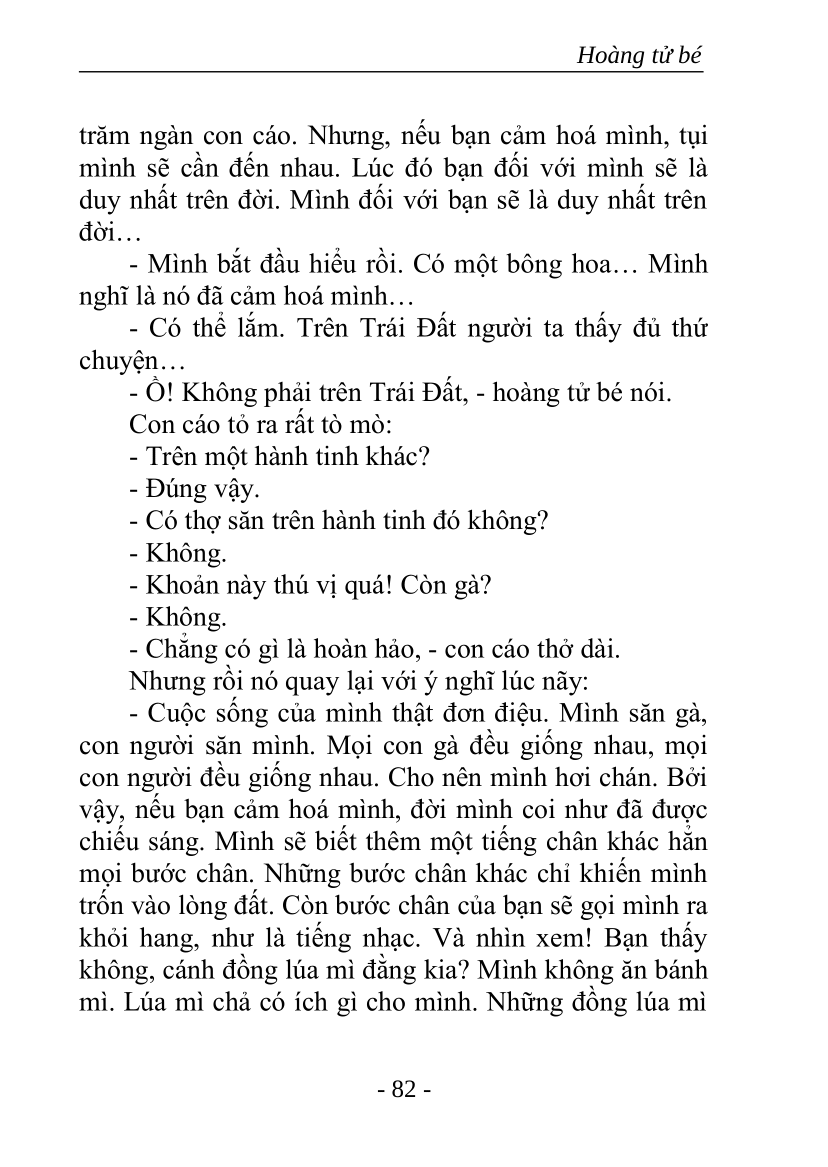 Hoàng tử bé
trăm ngàn con cáo. Nhưng, nếu bạn cảm hoá mình, tụi
mình sẽ cần đến nhau. Lúc đó bạn đối với mình sẽ là
duy nhất trên đời. Mình đối với bạn sẽ là duy nhất trên
đời…
- Mình bắt đầu hiểu rồi. Có một bông hoa… Mình
nghĩ là nó đã cảm hoá mình…
- Có thể lắm. Trên Trái Đất người ta thấy đủ thứ
chuyện…
- Ồ! Không phải trên Trái Đất, - hoàng tử bé nói.
Con cáo tỏ ra rất tò mò:
- Trên một hành tinh khác?
- Đúng vậy.
- Có thợ săn trên hành tinh đó không?
- Không.
- Khoản này thú vị quá! Còn gà?
- Không.
- Chẳng có gì là hoàn hảo, - con cáo thở dài.
Nhưng rồi nó quay lại với ý nghĩ lúc nãy:
- Cuộc sống của mình thật đơn điệu. Mình săn gà,
con người săn mình. Mọi con gà đều giống nhau, mọi
con người đều giống nhau. Cho nên mình hơi chán. Bởi
vậy, nếu bạn cảm hoá mình, đời mình coi như đã được
chiếu sáng. Mình sẽ biết thêm một tiếng chân khác hẳn
mọi bước chân. Những bước chân khác chỉ khiến mình
trốn vào lòng đất. Còn bước chân của bạn sẽ gọi mình ra
khỏi hang, như là tiếng nhạc. Và nhìn xem! Bạn thấy
không, cánh đồng lúa mì đằng kia? Mình không ăn bánh
mì. Lúa mì chả có ích gì cho mình. Những đồng lúa mì
- 82 -